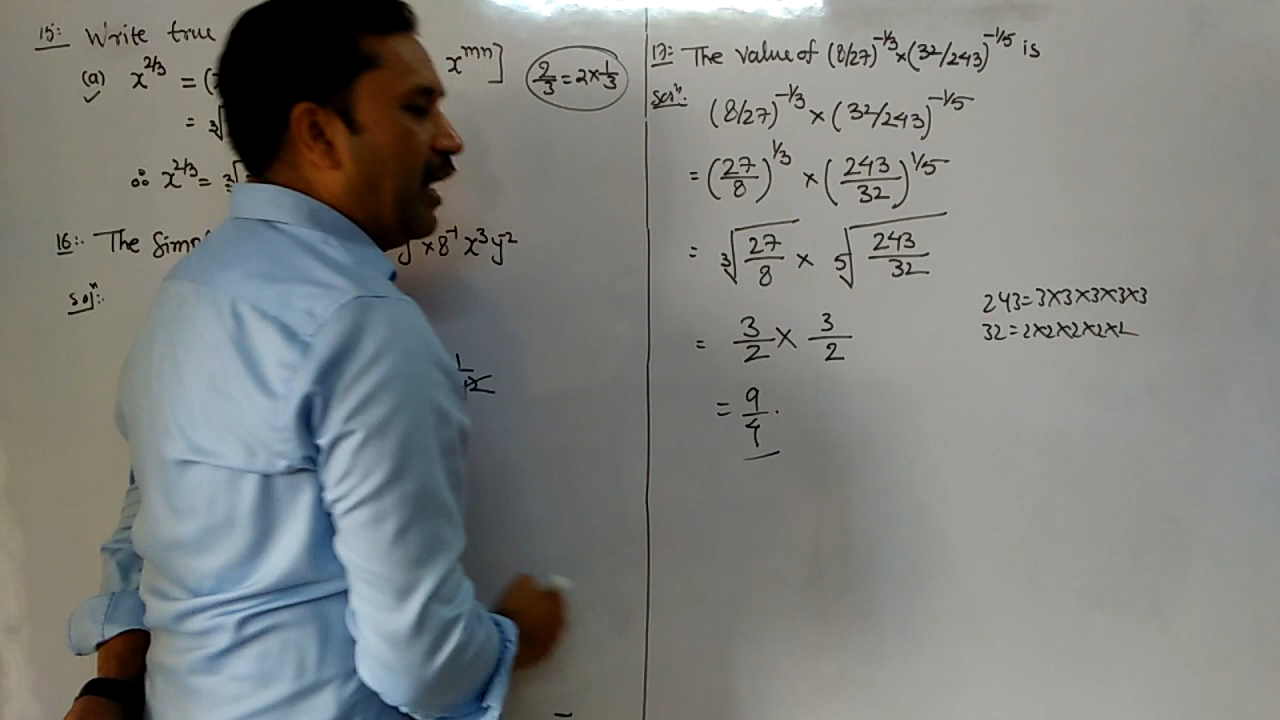 15:- Write true
(a) x^{2/3} = (
x^{mn}]
2/3 = 2×1/3
= ∛
∴ x^{2/3} = ∛
16:- The
y × 8^{-1} x^3 y^{-2}
Sol^n:-
17:- The value of (8/27)^{-1/3}×(32/243)^{-1/5} is
Sol^n:-
(8/27)^{-1/3} × (32/243)^{-1/5}
= (27/8)^{1/3} × (243/32)^{1/5}
= ∛(27/8) × ⁵√(243/32)
243=3×3×3×3×3
32=2×2×2×2×2
= 3/2 × 3/2
= 9/4.